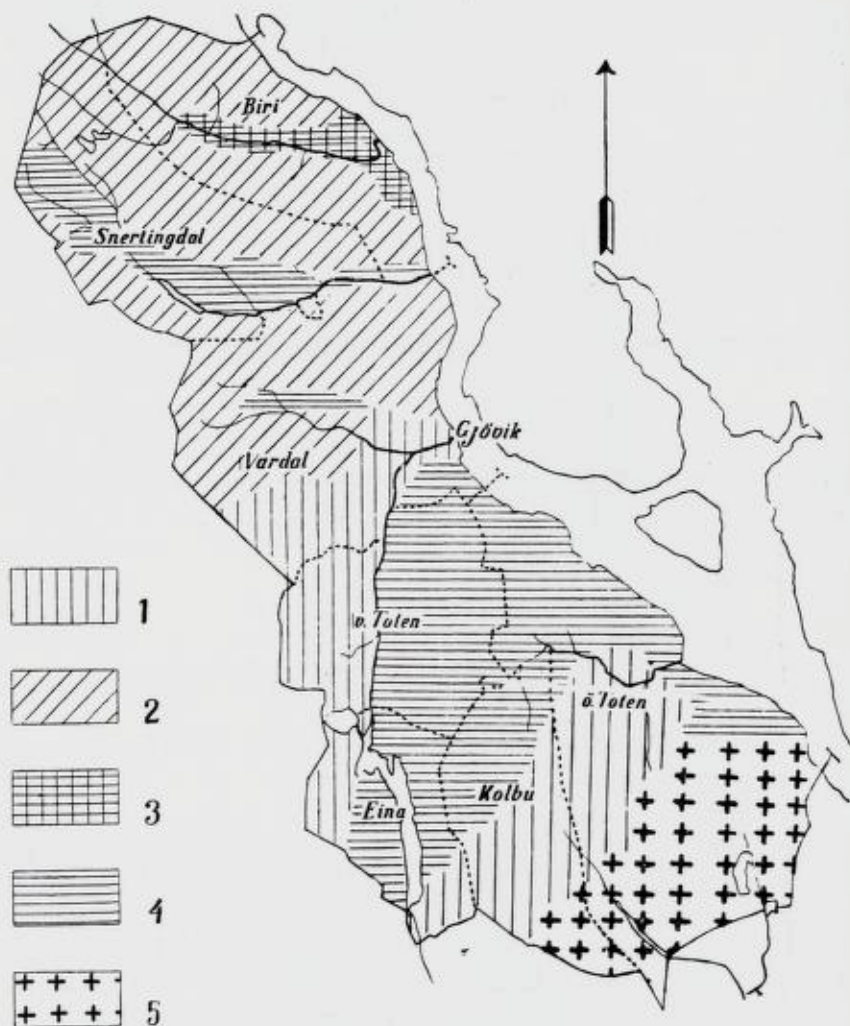 Biri
Snertingdal
Gjövik
Vardal
v. Toten
ö. Toten
Kolbu
Eina
1
2
3
4
5